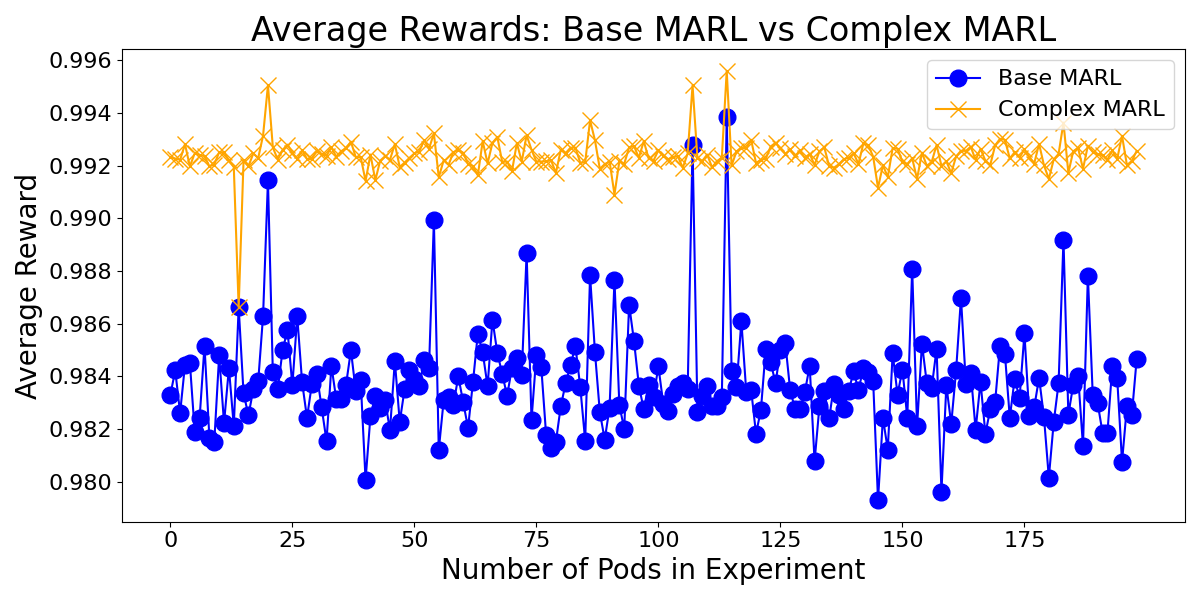 Average Rewards: Base MARL vs Complex MARL
Base MARL
Complex MARL
Average Reward
0.996
0.994
0.992
0.990
0.988
0.986
0.984
0.982
0.980
0 25 50 75 100 125 150 175
Number of Pods in Experiment